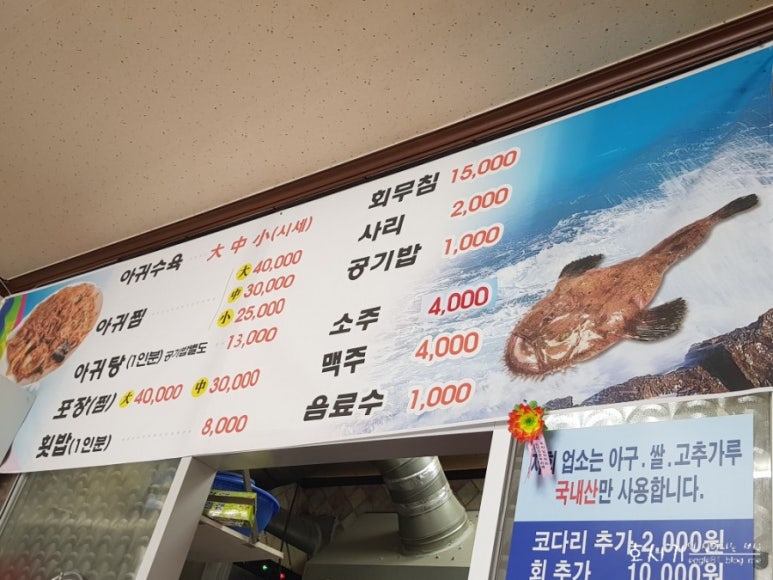 아귀수육 大 中 小(시세)
아귀찜 大 40,000
中 30,000
小 25,000
아귀탕(1인분) 공기밥별도 13,000
포장(찜) 大 40,000 中 30,000
횟밥(1인분) 8,000
회무침 15,000
사리 2,000
공기밥 1,000
소주 4,000
맥주 4,000
음료수 1,000
업소는 아구.쌀.고추가루
국내산만 사용합니다.
코다리 추가 2,000원
회 추가 10,000원